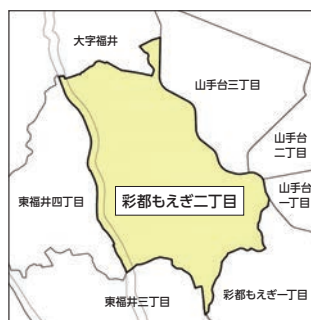 大字福井
山手台三丁目
山手台
二丁目
山手台
一丁目
東福井四丁目
彩都もえぎ二丁目
東福井三丁目
彩都もえぎ一丁目